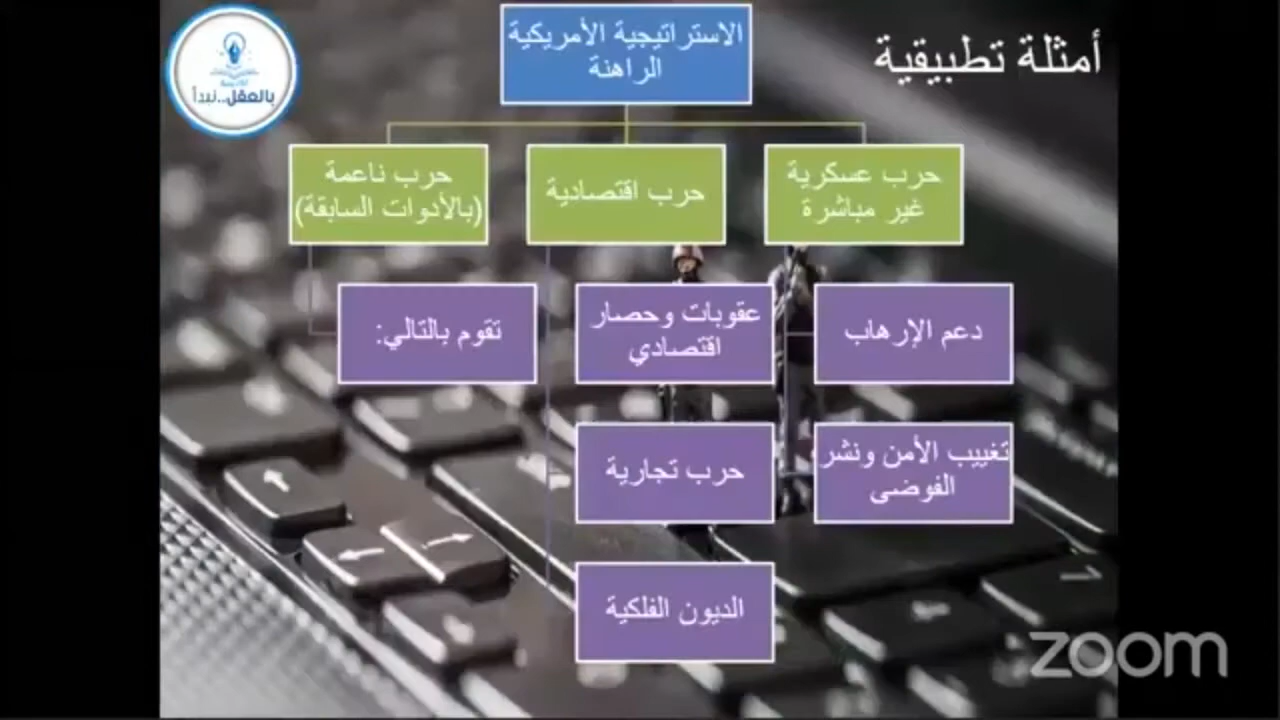 أمثلة تطبيقية
بالعقل..نبدأ
الاستراتيجية الأمريكية
الراهنة
حرب عسكرية
غير مباشرة
حرب اقتصادية
حرب ناعمة
(بالأدوات السابقة)
دعم الإرهاب
عقوبات وحصار
اقتصادي
تقوم بالتالي:
تغييب الأمن ونشر
الفوضى
حرب تجارية
الديون الفلكية
zoom